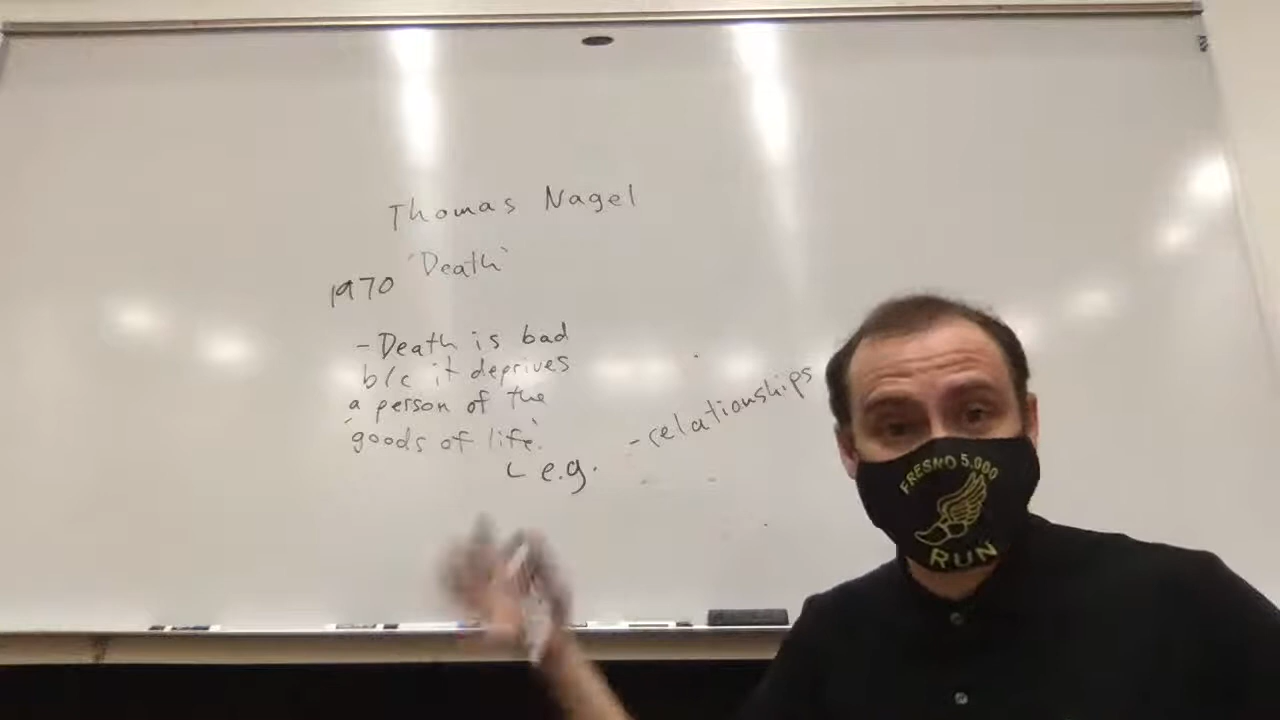 Thomas Nagel
'Death'
1970
- Death is bad
b/c it deprives
a person of the
'goods of life'.
e.g.
- relationships
FRESNO 5,000
RUN